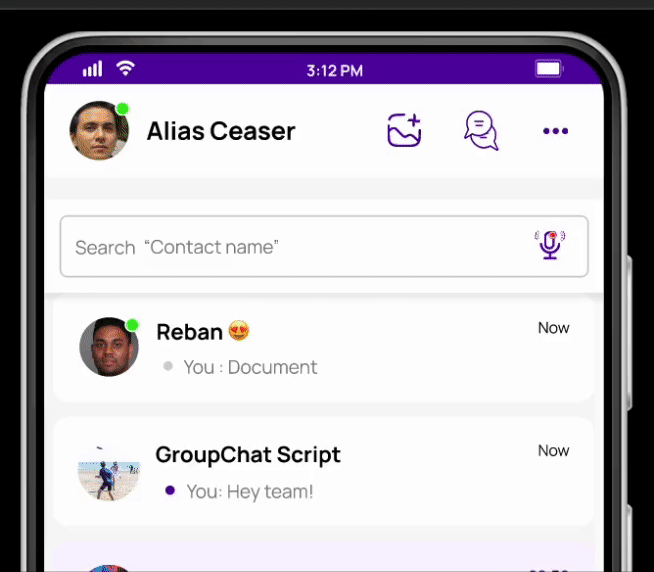 3:12 PM
Alias Ceaser
Search “Contact name”
Reban 😍
Now
You : Document
GroupChat Script
Now
You: Hey team!